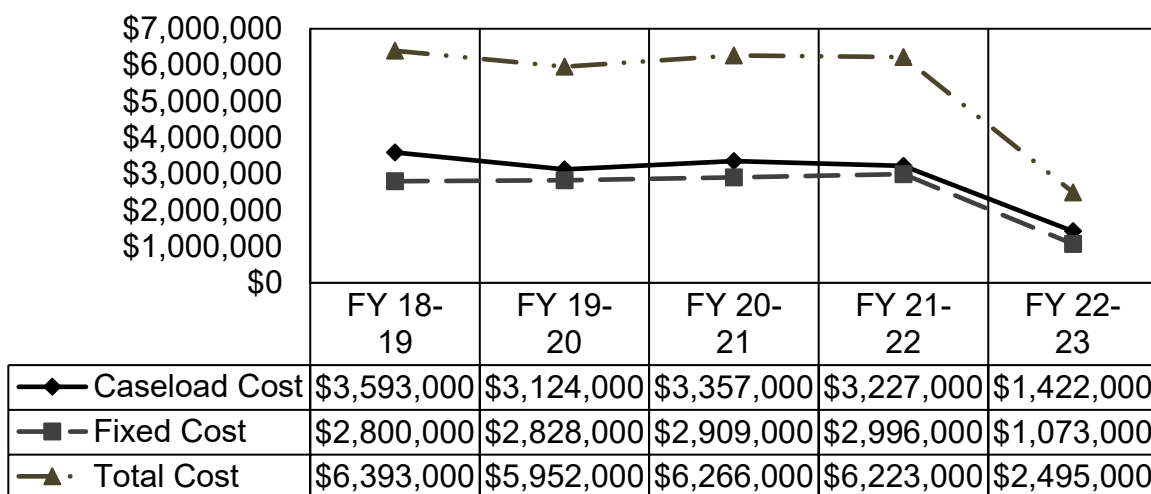 $7,000,000
$6,000,000
$5,000,000
$4,000,000
$3,000,000
$2,000,000
$1,000,000
$0
FY 18-19 FY 19-20 FY 20-21 FY 21-22 FY 22-23
Caseload Cost $3,593,000 $3,124,000 $3,357,000 $3,227,000 $1,422,000
Fixed Cost $2,800,000 $2,828,000 $2,909,000 $2,996,000 $1,073,000
Total Cost $6,393,000 $5,952,000 $6,266,000 $6,223,000 $2,495,000